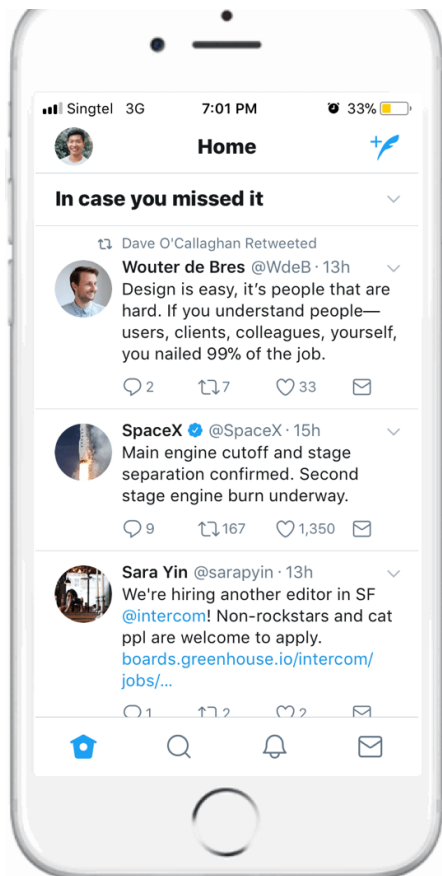 Singtel 3G 7:01 PM 33%
Home
In case you missed it
Dave O'Callaghan Retweeted
Wouter de Bres @WdeB · 13h
Design is easy, it’s people that are
hard. If you understand people—
users, clients, colleagues, yourself,
you nailed 99% of the job.
2 7 33
SpaceX @SpaceX · 15h
Main engine cutoff and stage
separation confirmed. Second
stage engine burn underway.
9 167 1,350
Sara Yin @sarapyin · 13h
We're hiring another editor in SF
@intercom! Non-rockstars and cat
ppl are welcome to apply.
boards.greenhouse.io/intercom/
jobs/...
1 2 2